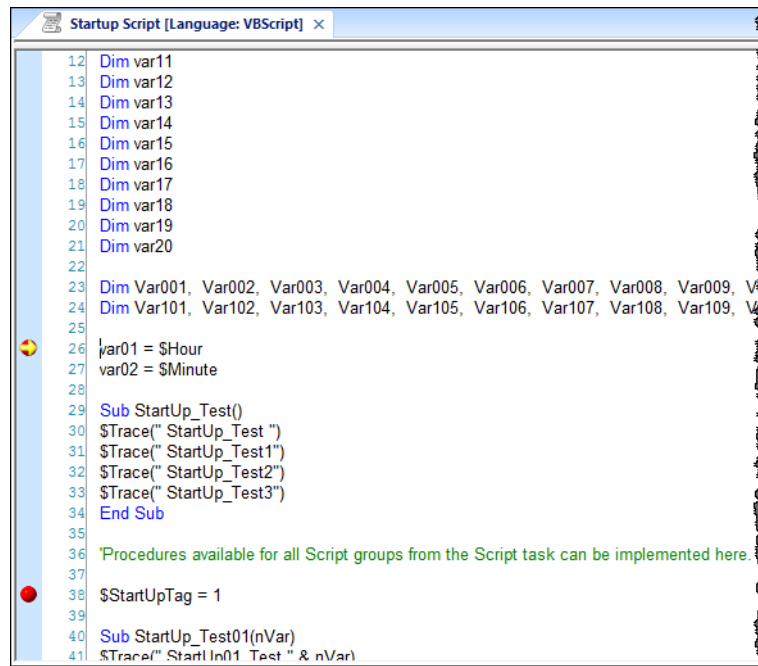 Startup Script [Language: VBScript] ×
12 Dim var11
13 Dim var12
14 Dim var13
15 Dim var14
16 Dim var15
17 Dim var16
18 Dim var17
19 Dim var18
20 Dim var19
21 Dim var20
22
23 Dim Var001, Var002, Var003, Var004, Var005, Var006, Var007, Var008, Var009,
24 Dim Var101, Var102, Var103, Var104, Var105, Var106, Var107, Var108, Var109,
25
26 var01 = $Hour
27 var02 = $Minute
28
29 Sub StartUp_Test()
30 $Trace(" StartUp_Test ")
31 $Trace(" StartUp_Test1")
32 $Trace(" StartUp_Test2")
33 $Trace(" StartUp_Test3")
34 End Sub
35
36 'Procedures available for all Script groups from the Script task can be implemented here.
37
38 $StartUpTag = 1
39
40 Sub StartUp_Test01(nVar)
41 $Trace(" StartUp01_Test " & nVar)